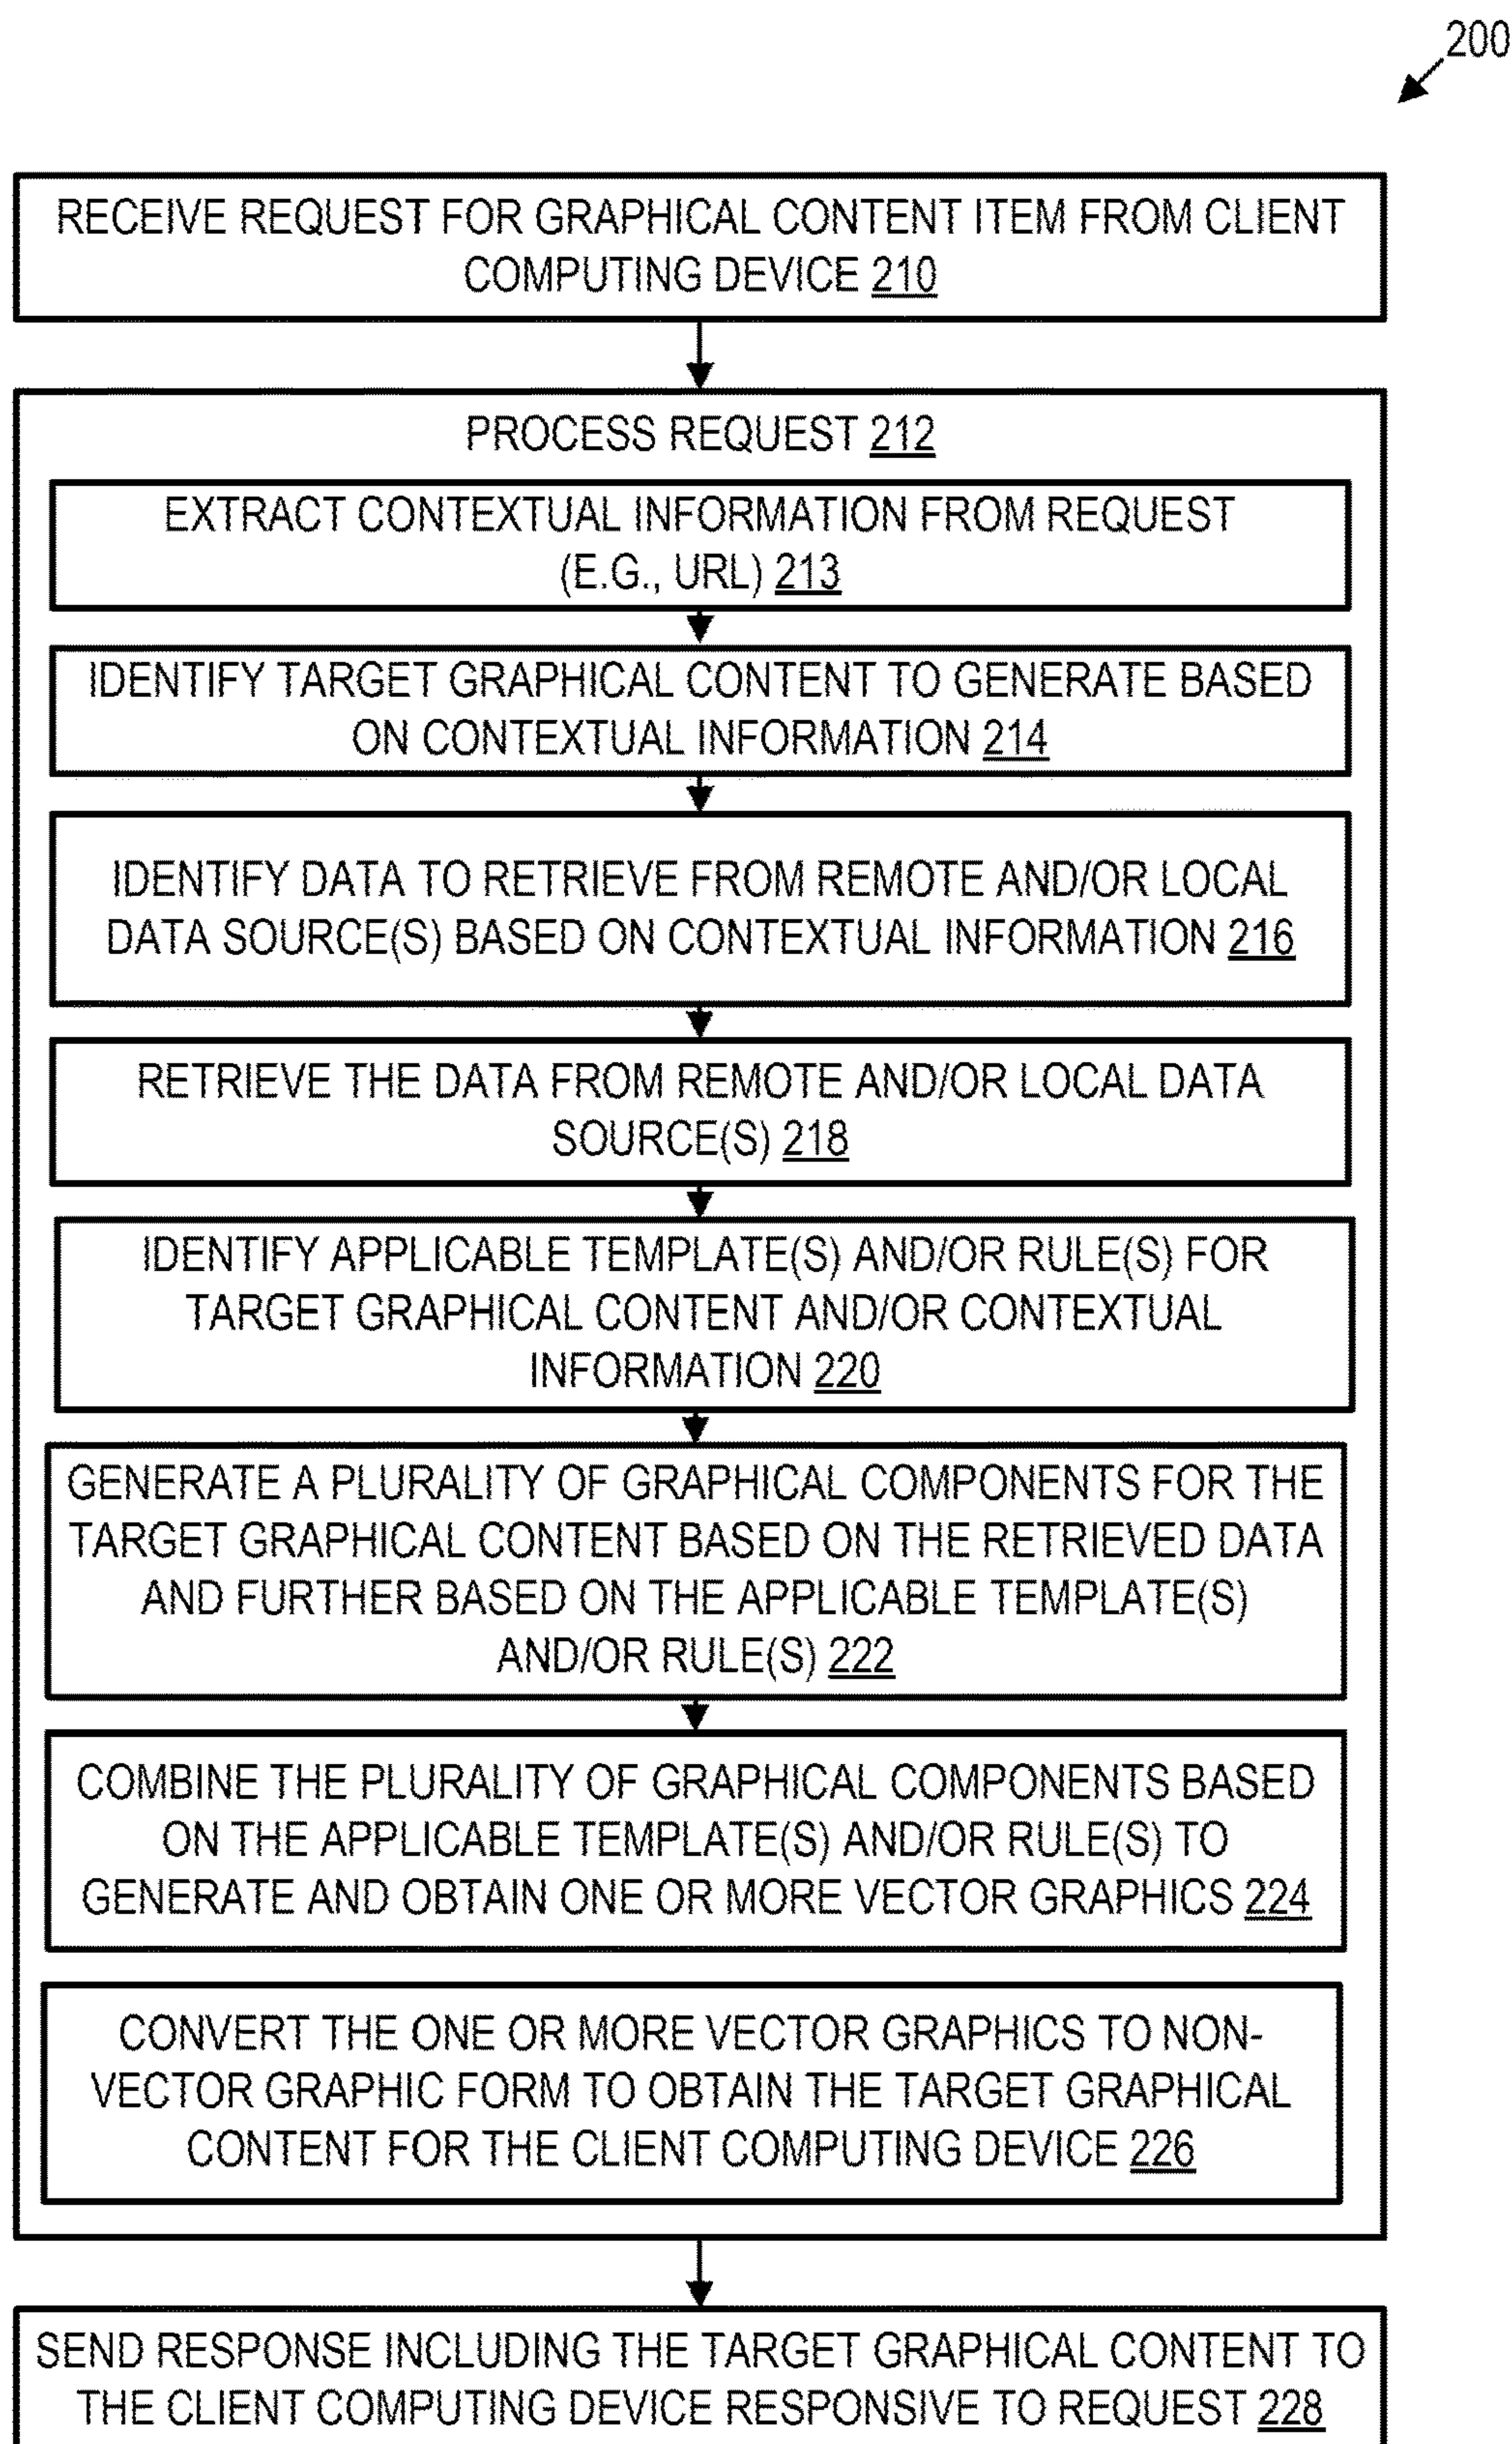 200
RECEIVE REQUEST FOR GRAPHICAL CONTENT ITEM FROM CLIENT
COMPUTING DEVICE 210
PROCESS REQUEST 212
EXTRACT CONTEXTUAL INFORMATION FROM REQUEST
(E.G., URL) 213
IDENTIFY TARGET GRAPHICAL CONTENT TO GENERATE BASED
ON CONTEXTUAL INFORMATION 214
IDENTIFY DATA TO RETRIEVE FROM REMOTE AND/OR LOCAL
DATA SOURCE(S) BASED ON CONTEXTUAL INFORMATION 216
RETRIEVE THE DATA FROM REMOTE AND/OR LOCAL DATA
SOURCE(S) 218
IDENTIFY APPLICABLE TEMPLATE(S) AND/OR RULE(S) FOR
TARGET GRAPHICAL CONTENT AND/OR CONTEXTUAL
INFORMATION 220
GENERATE A PLURALITY OF GRAPHICAL COMPONENTS FOR THE
TARGET GRAPHICAL CONTENT BASED ON THE RETRIEVED DATA
AND FURTHER BASED ON THE APPLICABLE TEMPLATE(S)
AND/OR RULE(S) 222
COMBINE THE PLURALITY OF GRAPHICAL COMPONENTS BASED
ON THE APPLICABLE TEMPLATE(S) AND/OR RULE(S) TO
GENERATE AND OBTAIN ONE OR MORE VECTOR GRAPHICS 224
CONVERT THE ONE OR MORE VECTOR GRAPHICS TO NON-
VECTOR GRAPHIC FORM TO OBTAIN THE TARGET GRAPHICAL
CONTENT FOR THE CLIENT COMPUTING DEVICE 226
SEND RESPONSE INCLUDING THE TARGET GRAPHICAL CONTENT TO
THE CLIENT COMPUTING DEVICE RESPONSIVE TO REQUEST 228